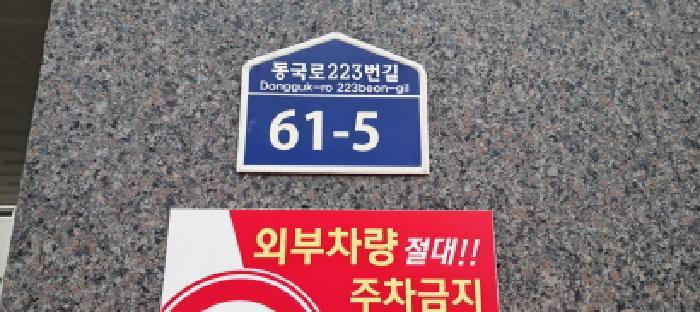 동국로223번길
Dongguk-ro 223beon-gil
61-5
외부차량 절대!!
주차금지